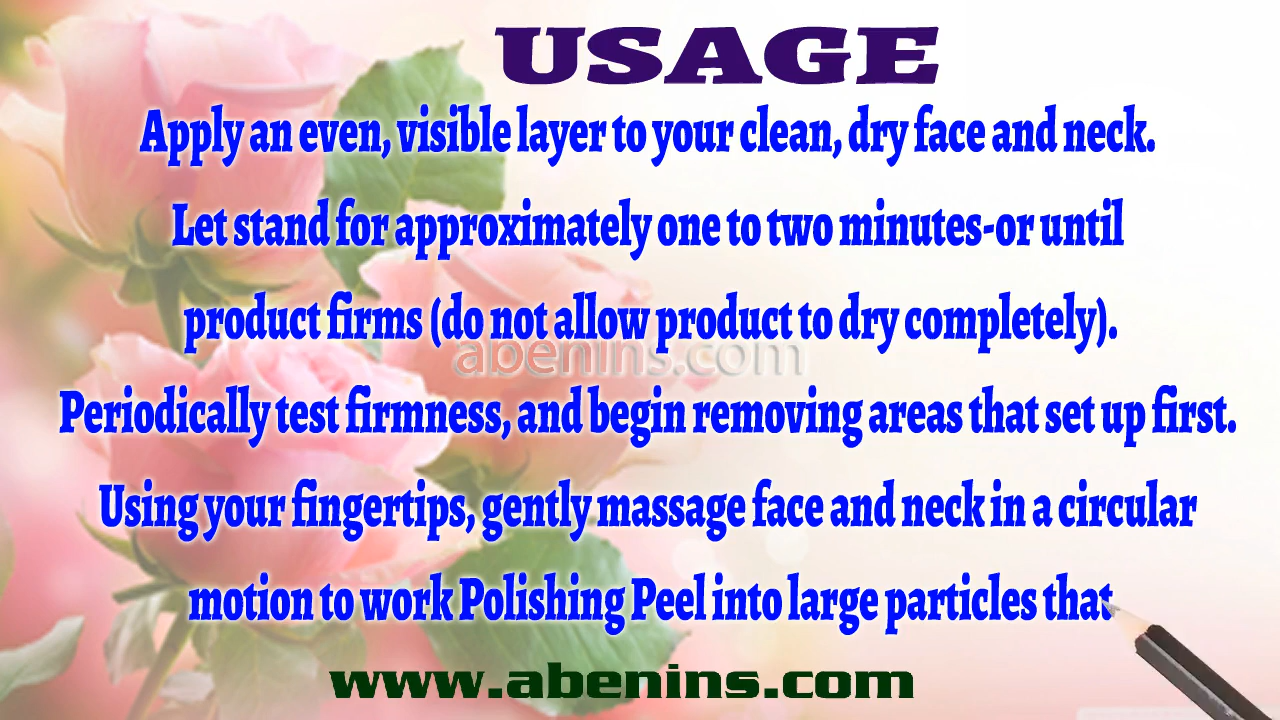 USAGE
Apply an even, visible layer to your clean, dry face and neck.
Let stand for approximately one to two minutes-or until
product firms (do not allow product to dry completely).
abenins.com
Periodically test firmness, and begin removing areas that set up first.
Using your fingertips, gently massage face and neck in a circular
motion to work Polishing Peel into large particles that
www.abenins.com